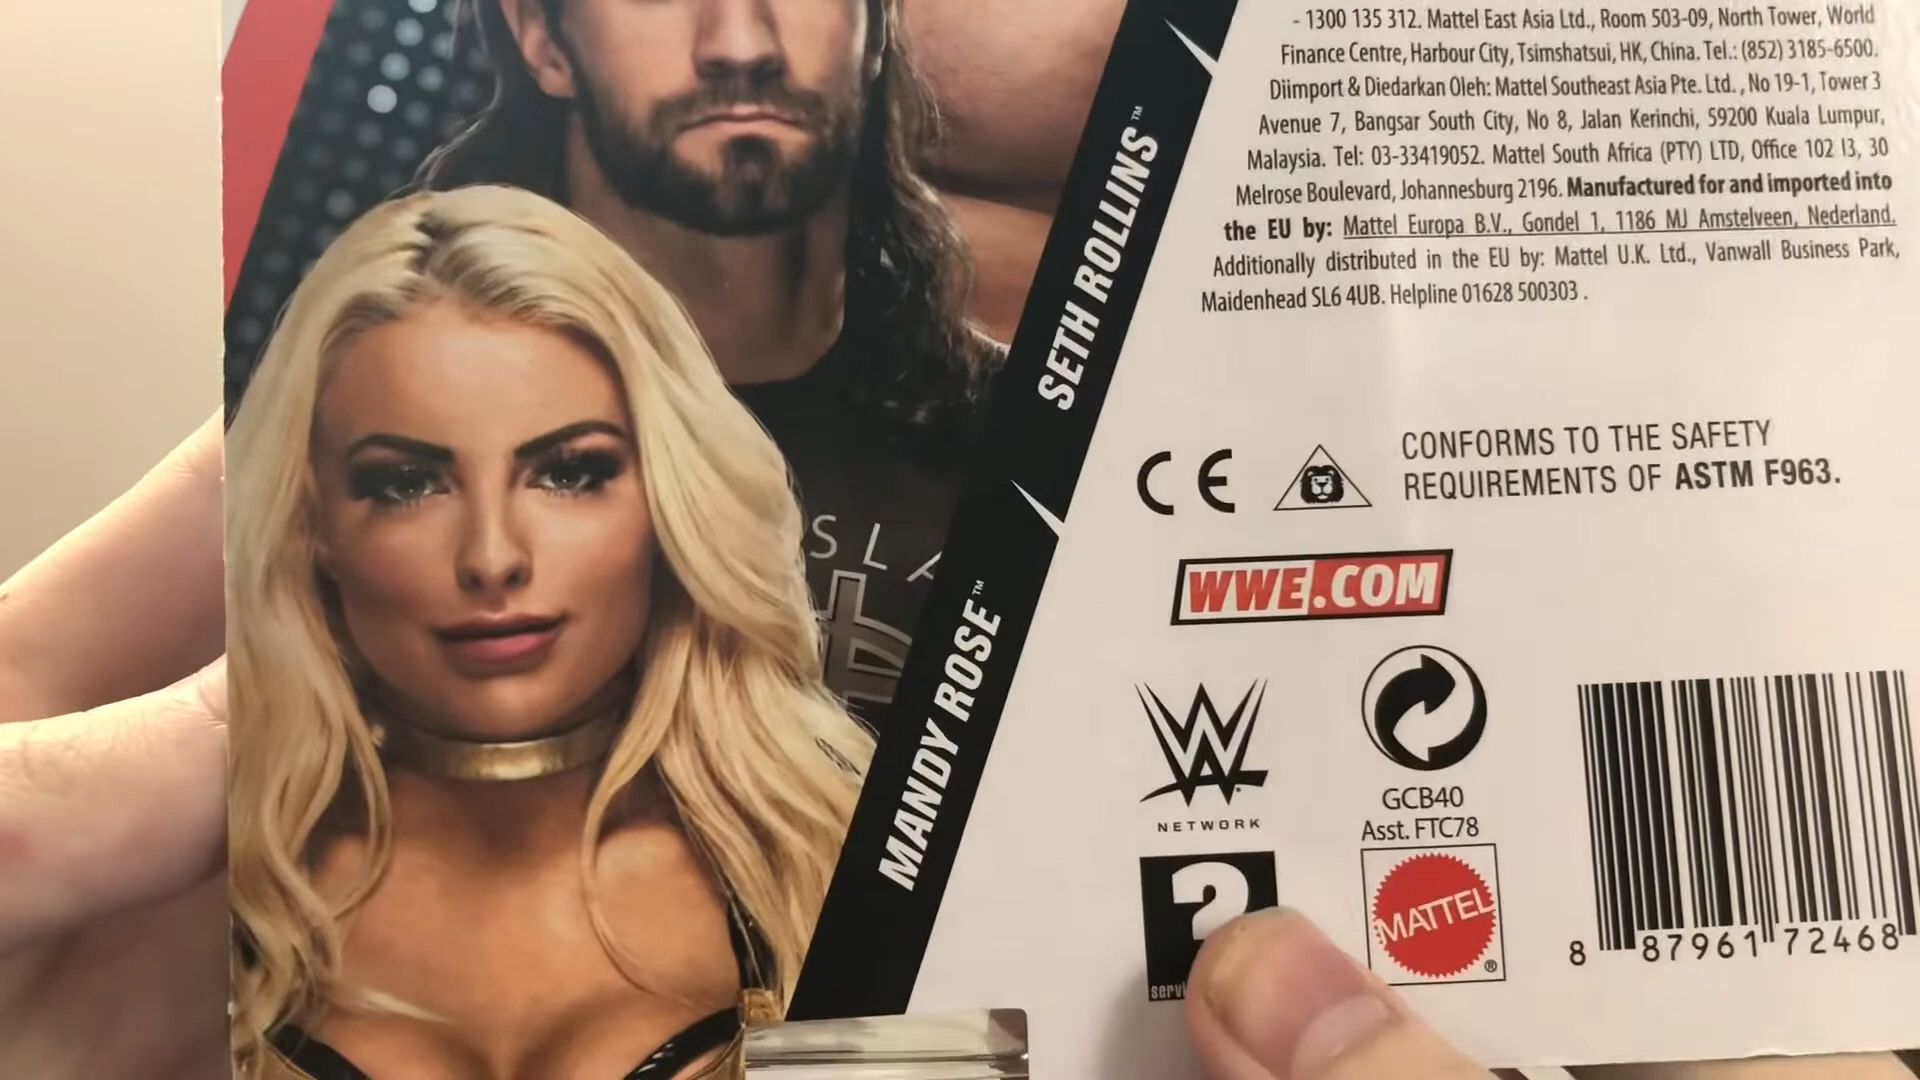 - 1300 135 312. Mattel East Asia Ltd., Room 503-09, North Tower, World
Finance Centre, Harbour City, Tsimshatsui, HK, China. Tel.: (852) 3185-6500.
Diimport & Diedarkan Oleh: Mattel Southeast Asia Pte. Ltd. , No 19-1, Tower 3
Avenue 7, Bangsar South City, No 8, Jalan Kerinchi, 59200 Kuala Lumpur,
Malaysia. Tel: 03-33419052. Mattel South Africa (PTY) LTD, Office 102 I3, 30
Melrose Boulevard, Johannesburg 2196. Manufactured for and imported into
the EU by: Mattel Europa B.V., Gondel 1, 1186 MJ Amstelveen, Nederland.
Additionally distributed in the EU by: Mattel U.K. Ltd., Vanwall Business Park,
Maidenhead SL6 4UB. Helpline 01628 500303 .
SETH ROLLINS™
MANDY ROSE™
SLA
CE
CONFORMS TO THE SAFETY
REQUIREMENTS OF ASTM F963.
WWE.COM
W
NETWORK
GCB40
Asst. FTC78
2
MATTEL®
8 87961 72468